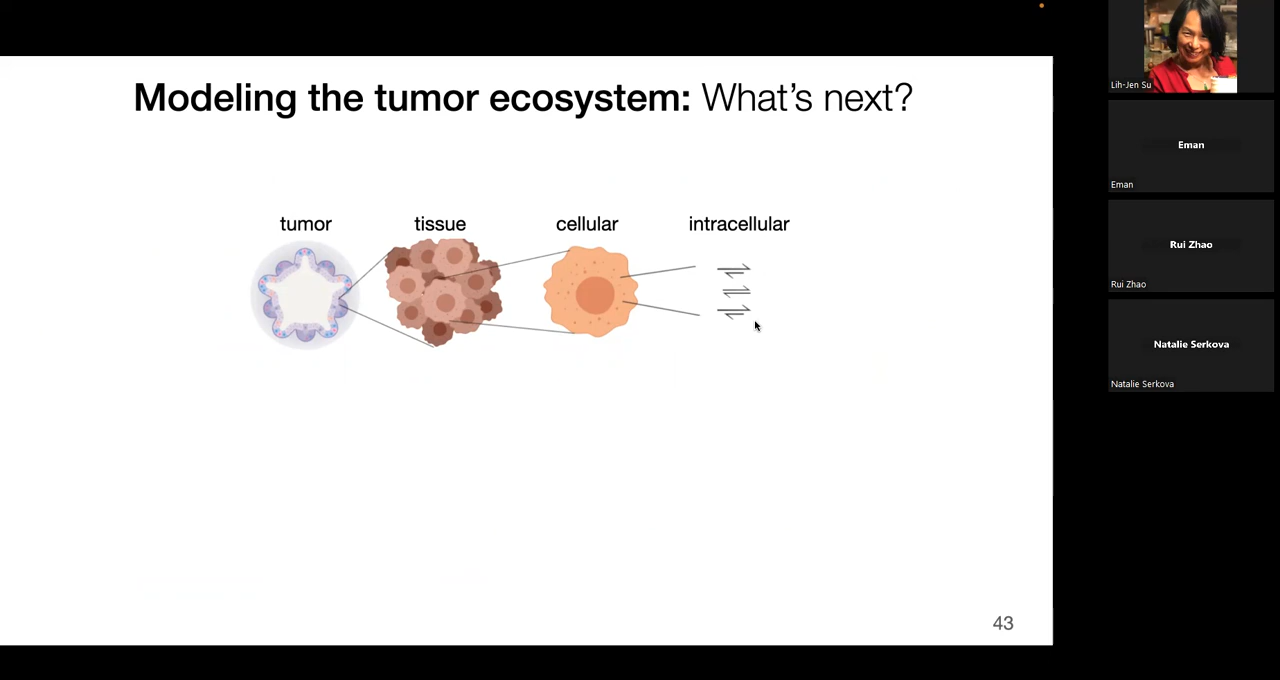 Modeling the tumor ecosystem: What's next?
tumor tissue cellular intracellular
43
Lih-Jen Su
Eman
Eman
Rui Zhao
Rui Zhao
Natalie Serkova
Natalie Serkova